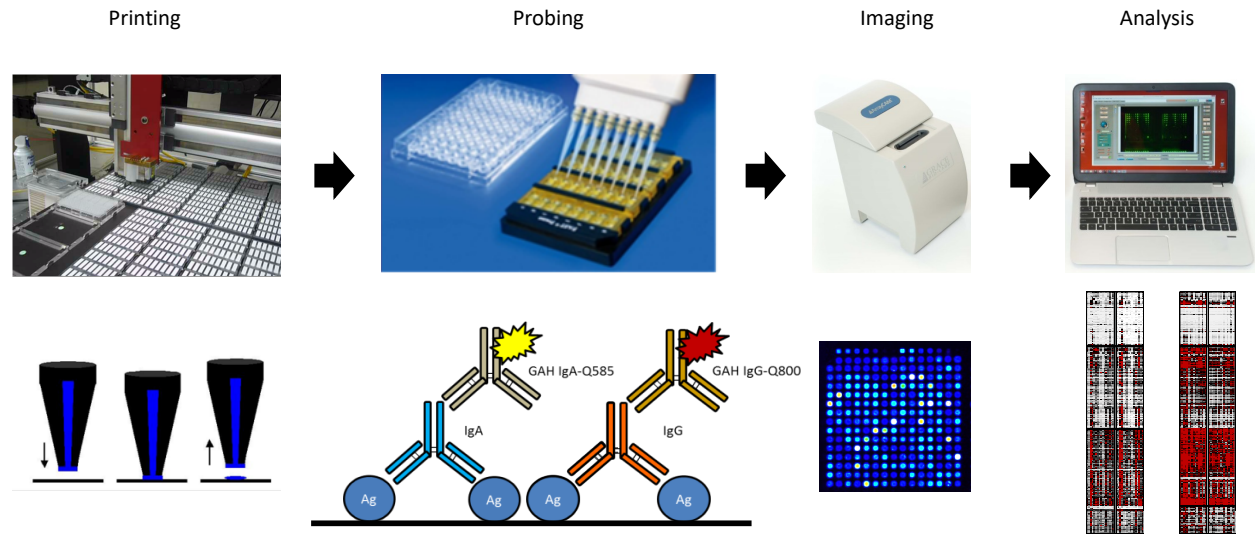 Printing
Probing
Imaging
Analysis
GAH IgA-Q585
GAH IgG-Q800
IgA
IgG
Ag
Ag
Ag
Ag